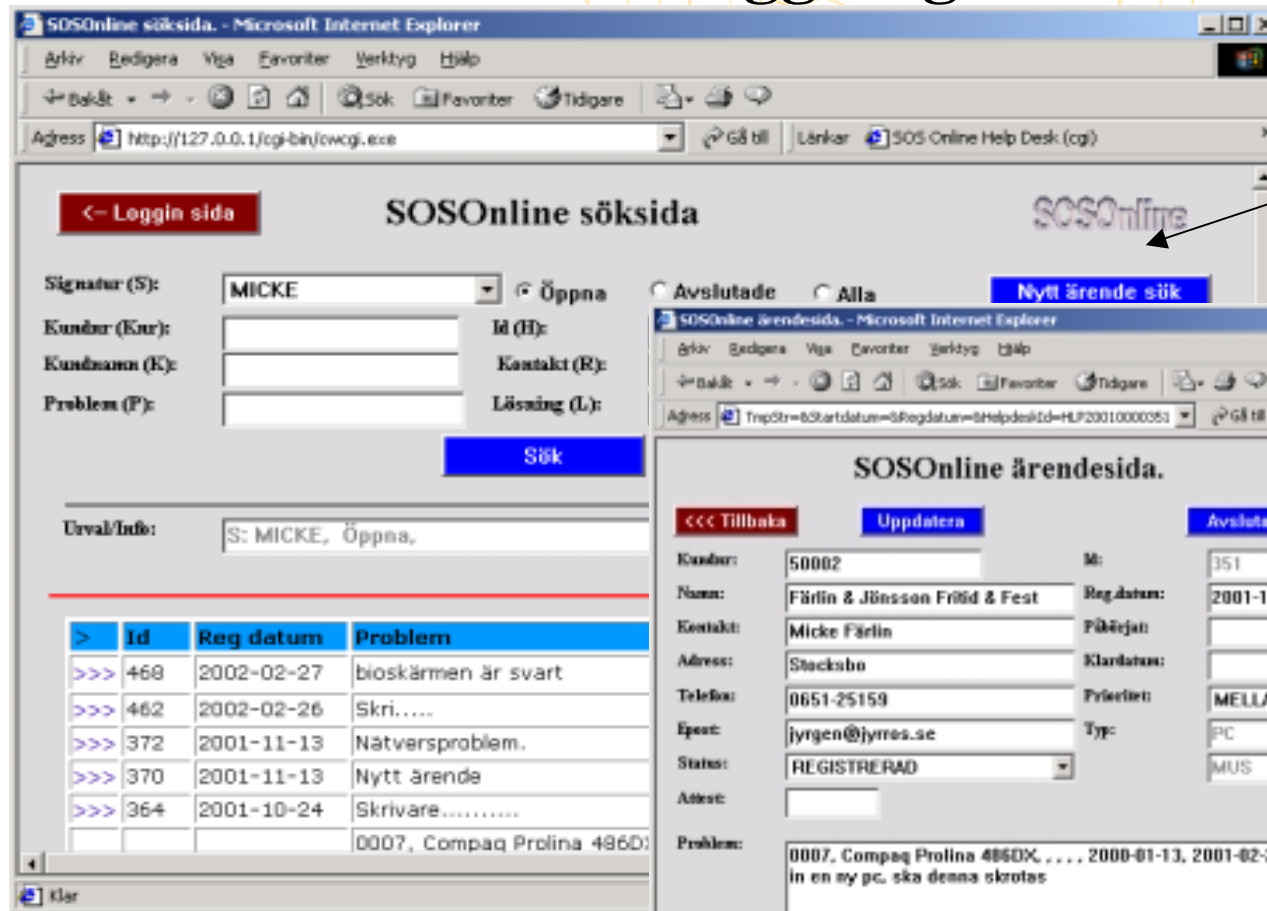 SOSOnline söksida. - Microsoft Internet Explorer
Arkiv Redigera Visa Favoriter Verktyg Hjälp
Bakåt Sök Favoriter Tidigare
Adress http://127.0.0.1/cgi-bin/cwcgi.exe Gå till Länkar SOS Online Help Desk (cgi)
<-- Loggin sida SOSOnline söksida SOSOnline
Signatur (S): MICKE Öppna Avslutade Alla Nytt ärende sök
Kundnr (Knr): Id (H):
Kundnamn (K): Kontakt (R):
Problem (P): Lösning (L):
Sök
Urval/Info: S: MICKE, Öppna,
> Id Reg datum Problem
>>> 468 2002-02-27 bioskärmen är svart
>>> 462 2002-02-26 Skri.....
>>> 372 2001-11-13 Nätversproblem.
>>> 370 2001-11-13 Nytt ärende
>>> 364 2001-10-24 Skrivare..........
0007, Compaq Prolina 486D
Klar
SOSOnline ärendesida. - Microsoft Internet Explorer
Arkiv Redigera Visa Favoriter Verktyg Hjälp
Bakåt Sök Favoriter Tidigare
Adress TmpStr=&Startdatum=&Regdatum=&HelpdeskId=HLP20010000351 Gå till
SOSOnline ärendesida.
<<< Tillbaka Uppdatera Avsluta
Kundnr: 50002 Id: 351
Namn: Färlin & Jönsson Fritid & Fest Reg.datum: 2001-1
Kontakt: Micke Färlin Påbörjat:
Adress: Stocksbo Klardatum:
Telefon: 0651-25159 Prioritet: MELLA
Epost: jyrgen@jyrros.se Typ: PC
Status: REGISTRERAD MUS
Attest:
Problem: 0007, Compaq Prolina 486DX, , , , , 2000-01-13, 2001-02-
in en ny pc, ska denna skrotas